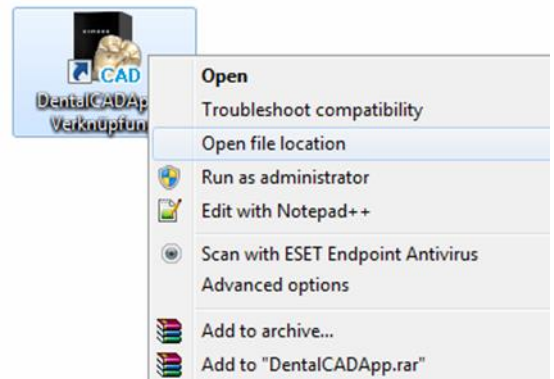 CAD
DentalCADAp
Verknüpfun
Open
Troubleshoot compatibility
Open file location
Run as administrator
Edit with Notepad++
Scan with ESET Endpoint Antivirus
Advanced options
Add to archive...
Add to "DentalCADApp.rar"